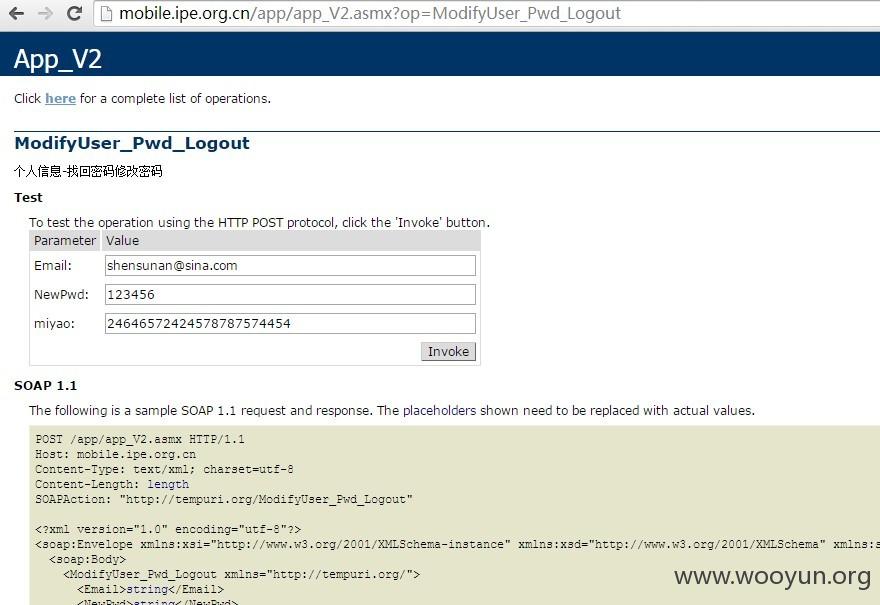 mobile.ipe.org.cn/app/app_V2.asmx?op=ModifyUser_Pwd_Logout
App_V2
Click here for a complete list of operations.
ModifyUser_Pwd_Logout
个人信息-找回密码修改密码
Test
To test the operation using the HTTP POST protocol, click the 'Invoke' button.
Parameter Value
Email: shensunan@sina.com
NewPwd: 123456
miyao: 24646572424578787574454
Invoke
SOAP 1.1
The following is a sample SOAP 1.1 request and response. The placeholders shown need to be replaced with actual values.
POST /app/app_V2.asmx HTTP/1.1
Host: mobile.ipe.org.cn
Content-Type: text/xml; charset=utf-8
Content-Length: length
SOAPAction: "http://tempuri.org/ModifyUser_Pwd_Logout"
<?xml version="1.0" encoding="utf-8"?>
<soap:Envelope xmlns:xsi="http://www.w3.org/2001/XMLSchema-instance" xmlns:xsd="http://www.w3.org/2001/XMLSchema" xmlns:s
<soap:Body>
<ModifyUser_Pwd_Logout xmlns="http://tempuri.org/">
<Email>string</Email>
<NewPwd>string</NewPwd>
www.wooyun.org